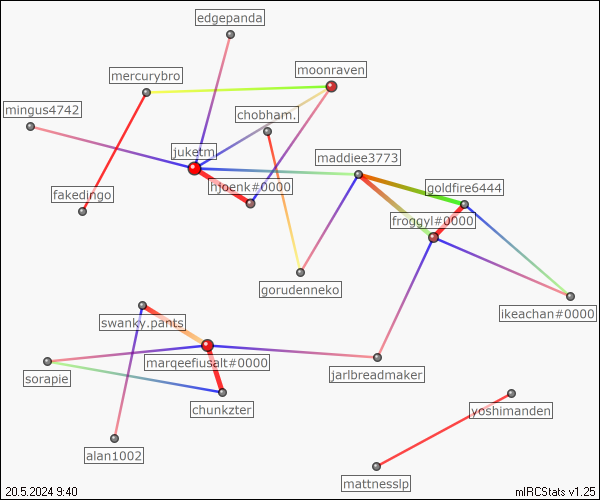 edgepanda
moonraven
mercurybro
mingus4742
chobham.
juketm
maddiee3773
hjoenk#0000
goldfire6444
fakedingo
froggyl#0000
gorudenneko
ikeachan#0000
swanky.pants
marqeefiusalt#0000
jarlbreadmaker
sorapie
chunkzter
yoshimanden
alan1002
mattnesslp
20.5.2024 9:40
mIRCStats v1.25